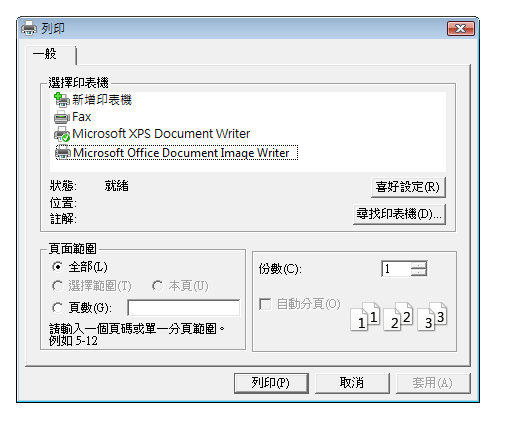 列印
一般
選擇印表機
新增印表機
Fax
Microsoft XPS Document Writer
Microsoft Office Document Image Writer
狀態: 就緒
喜好設定(R)
位置:
註解:
尋找印表機(D)...
頁面範圍
全部(L)
選擇範圍(T) 本頁(U)
頁數(G):
請輸入一個頁碼或單一分頁範圍。
例如 5-12
份數(C): 1
自動分頁(O)
1 1 2 2 3 3
列印(P) 取消 套用(A)